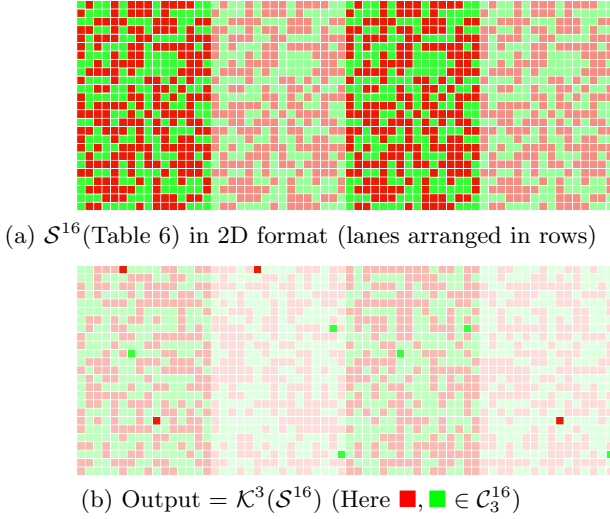 (a) 𝒮¹⁶(Table 6) in 2D format (lanes arranged in rows)
(b) Output = 𝒦³(𝒮¹⁶) (Here ■, ■ ∈ 𝒞₃¹⁶)